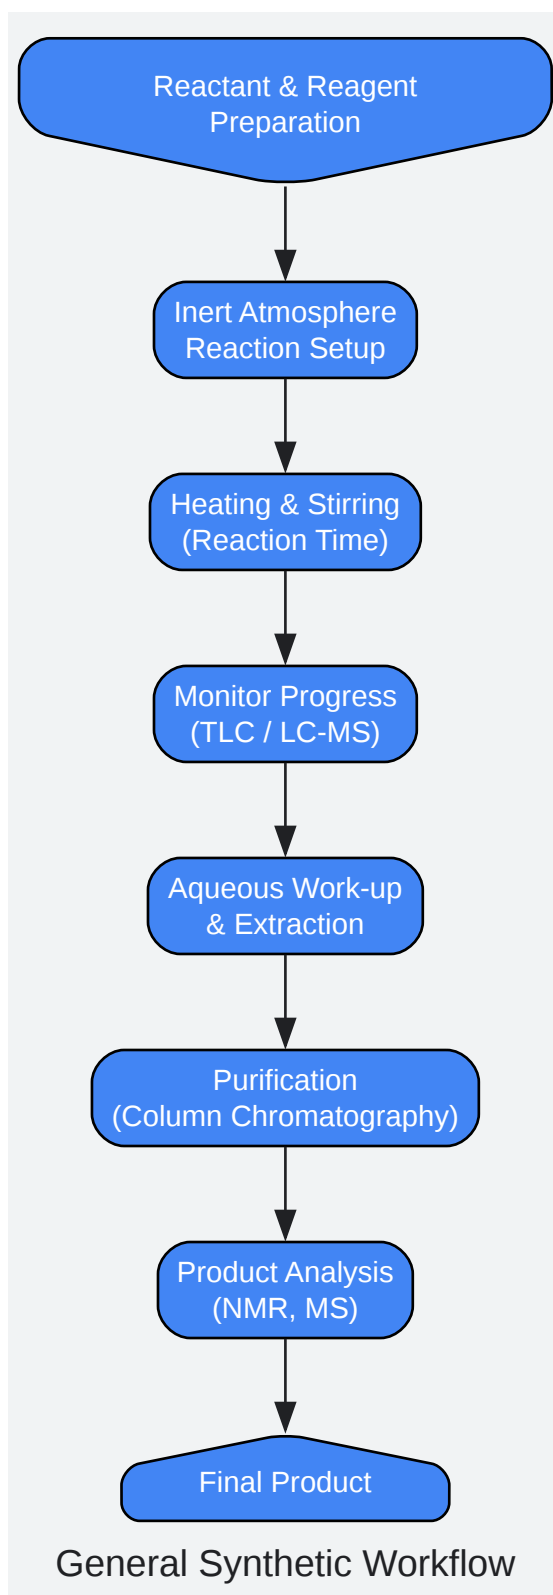 Reactant & Reagent
Preparation
Inert Atmosphere
Reaction Setup
Heating & Stirring
(Reaction Time)
Monitor Progress
(TLC / LC-MS)
Aqueous Work-up
& Extraction
Purification
(Column Chromatography)
Product Analysis
(NMR, MS)
Final Product
General Synthetic Workflow